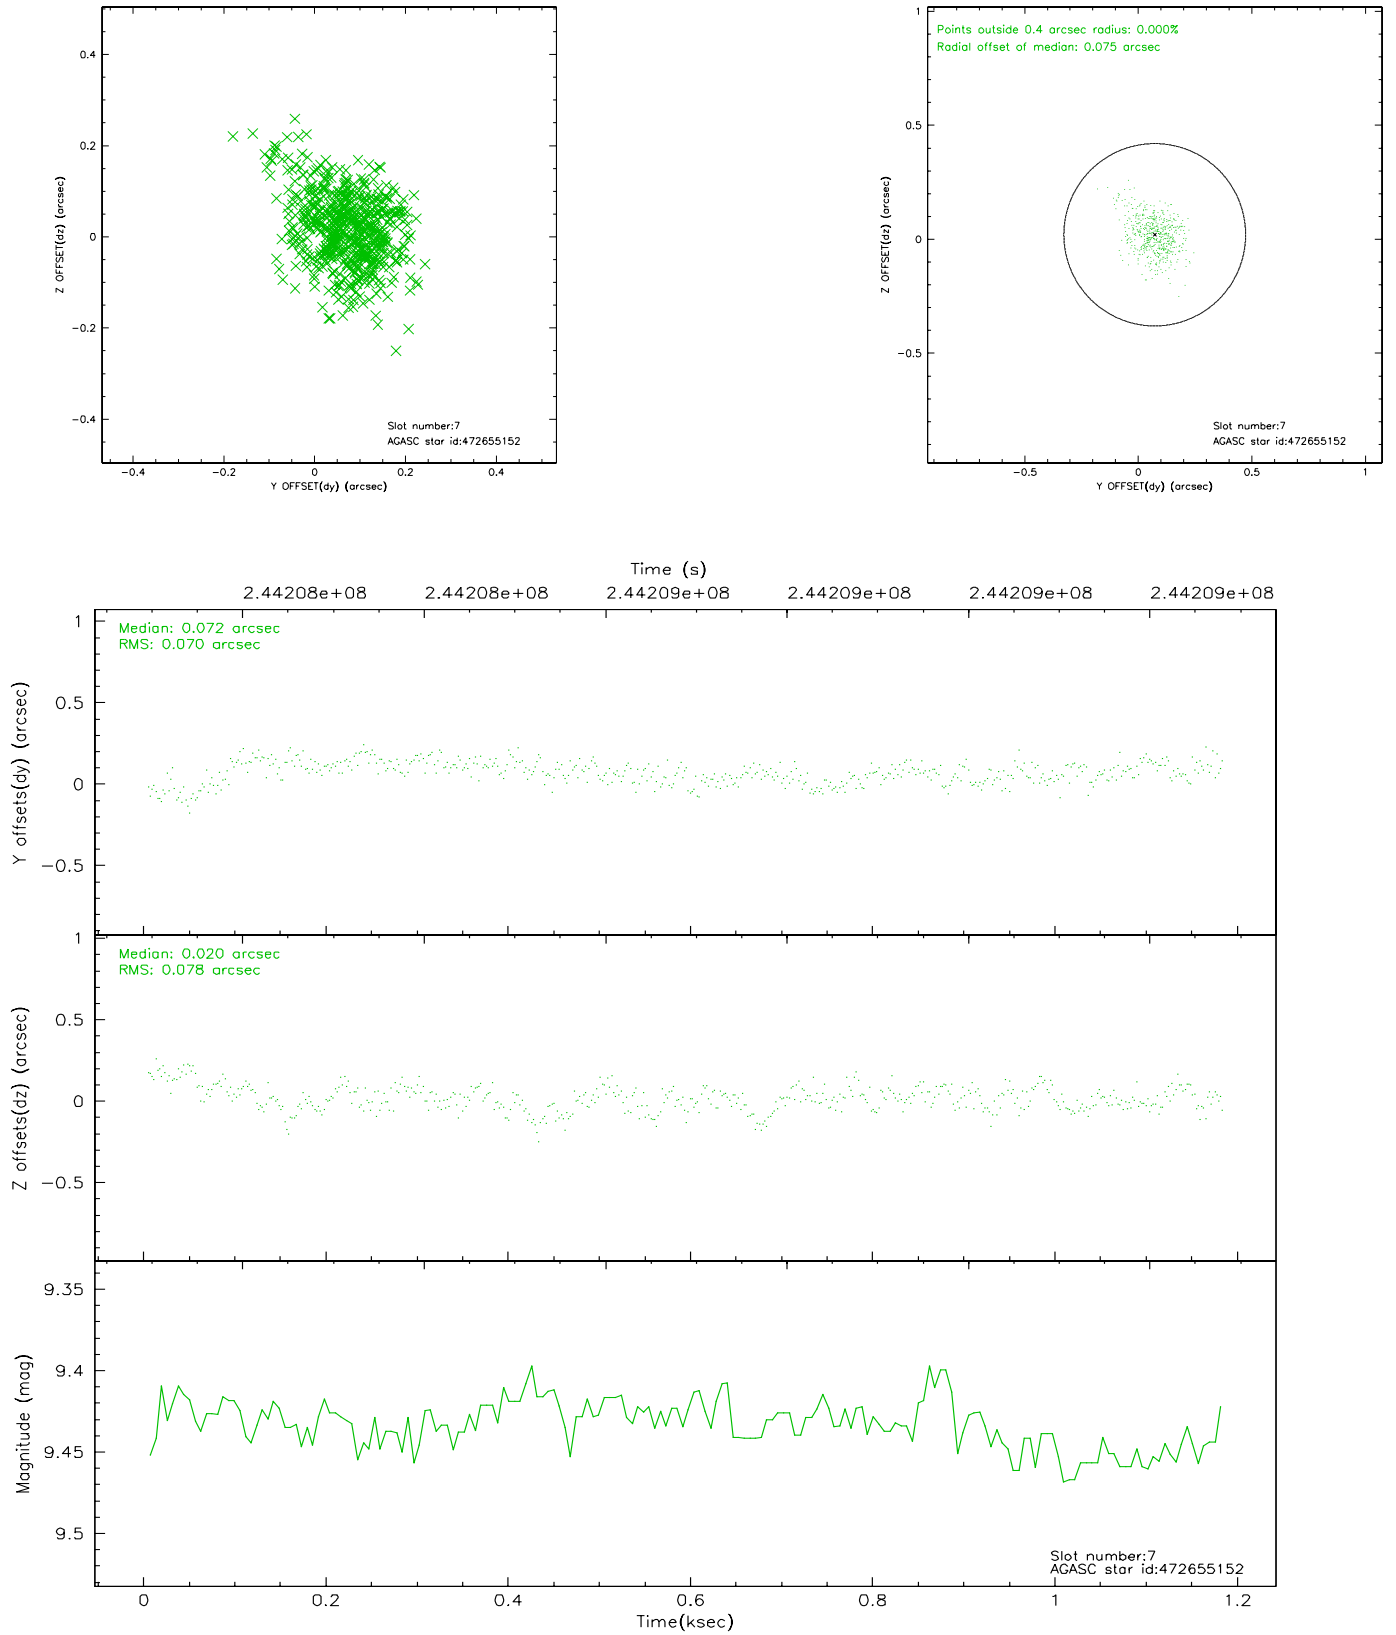 0.4
0.2
0
−0.2
−0.4
Z OFFSET(dz) (arcsec)
Slot number:7
AGASC star id:472655152
−0.4 −0.2 0 0.2 0.4
Y OFFSET(dy) (arcsec)
Points outside 0.4 arcsec radius: 0.000%
Radial offset of median: 0.075 arcsec
1
0.5
0
−0.5
Z OFFSET(dz) (arcsec)
Slot number:7
AGASC star id:472655152
−0.5 0 0.5 1
Y OFFSET(dy) (arcsec)
Time (s)
2.44208e+08 2.44208e+08 2.44209e+08 2.44209e+08 2.44209e+08 2.44209e+08
Median: 0.072 arcsec
RMS: 0.070 arcsec
1
0.5
0
−0.5
Y offsets(dy) (arcsec)
Median: 0.020 arcsec
RMS: 0.078 arcsec
1
0.5
0
−0.5
Z offsets(dz) (arcsec)
9.35
9.4
9.45
9.5
Magnitude (mag)
Slot number:7
AGASC star id:472655152
0 0.2 0.4 0.6 0.8 1 1.2
Time(ksec)